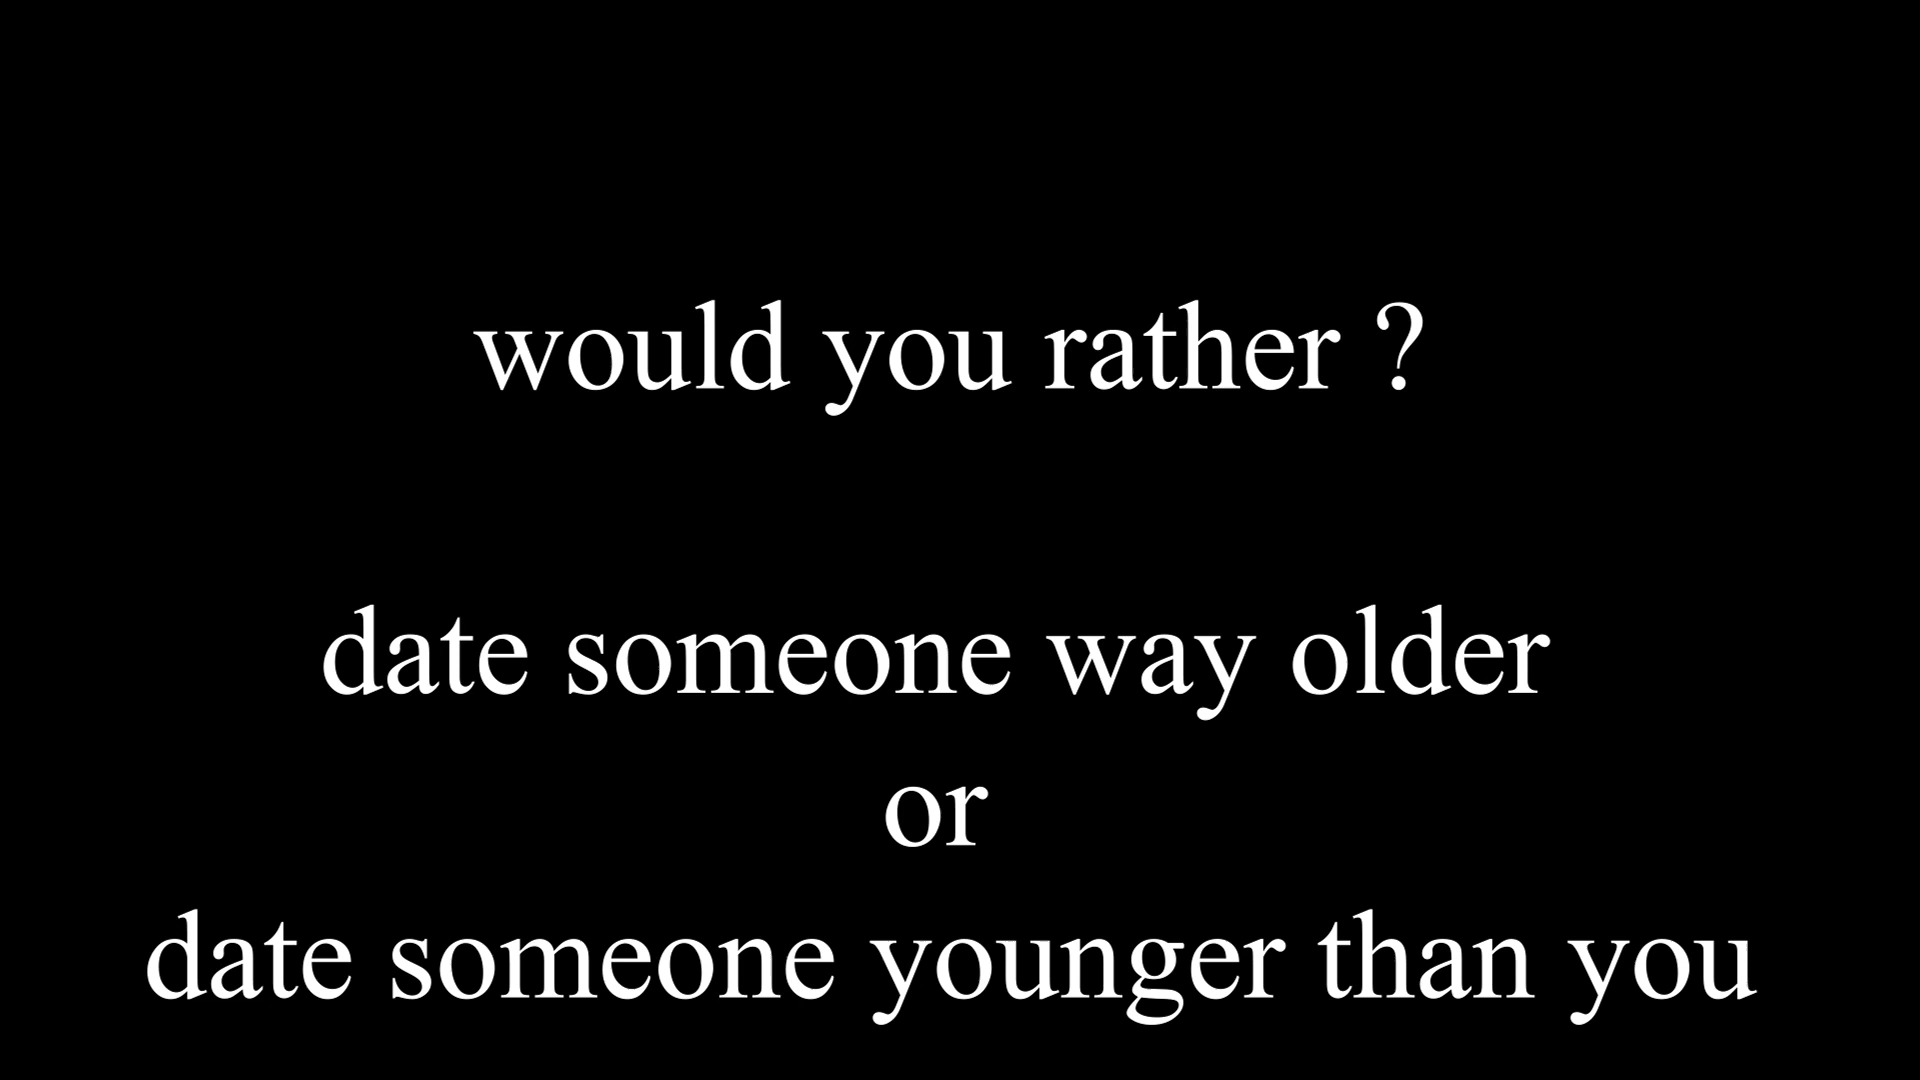 would you rather ?
date someone way older
or
date someone younger than you